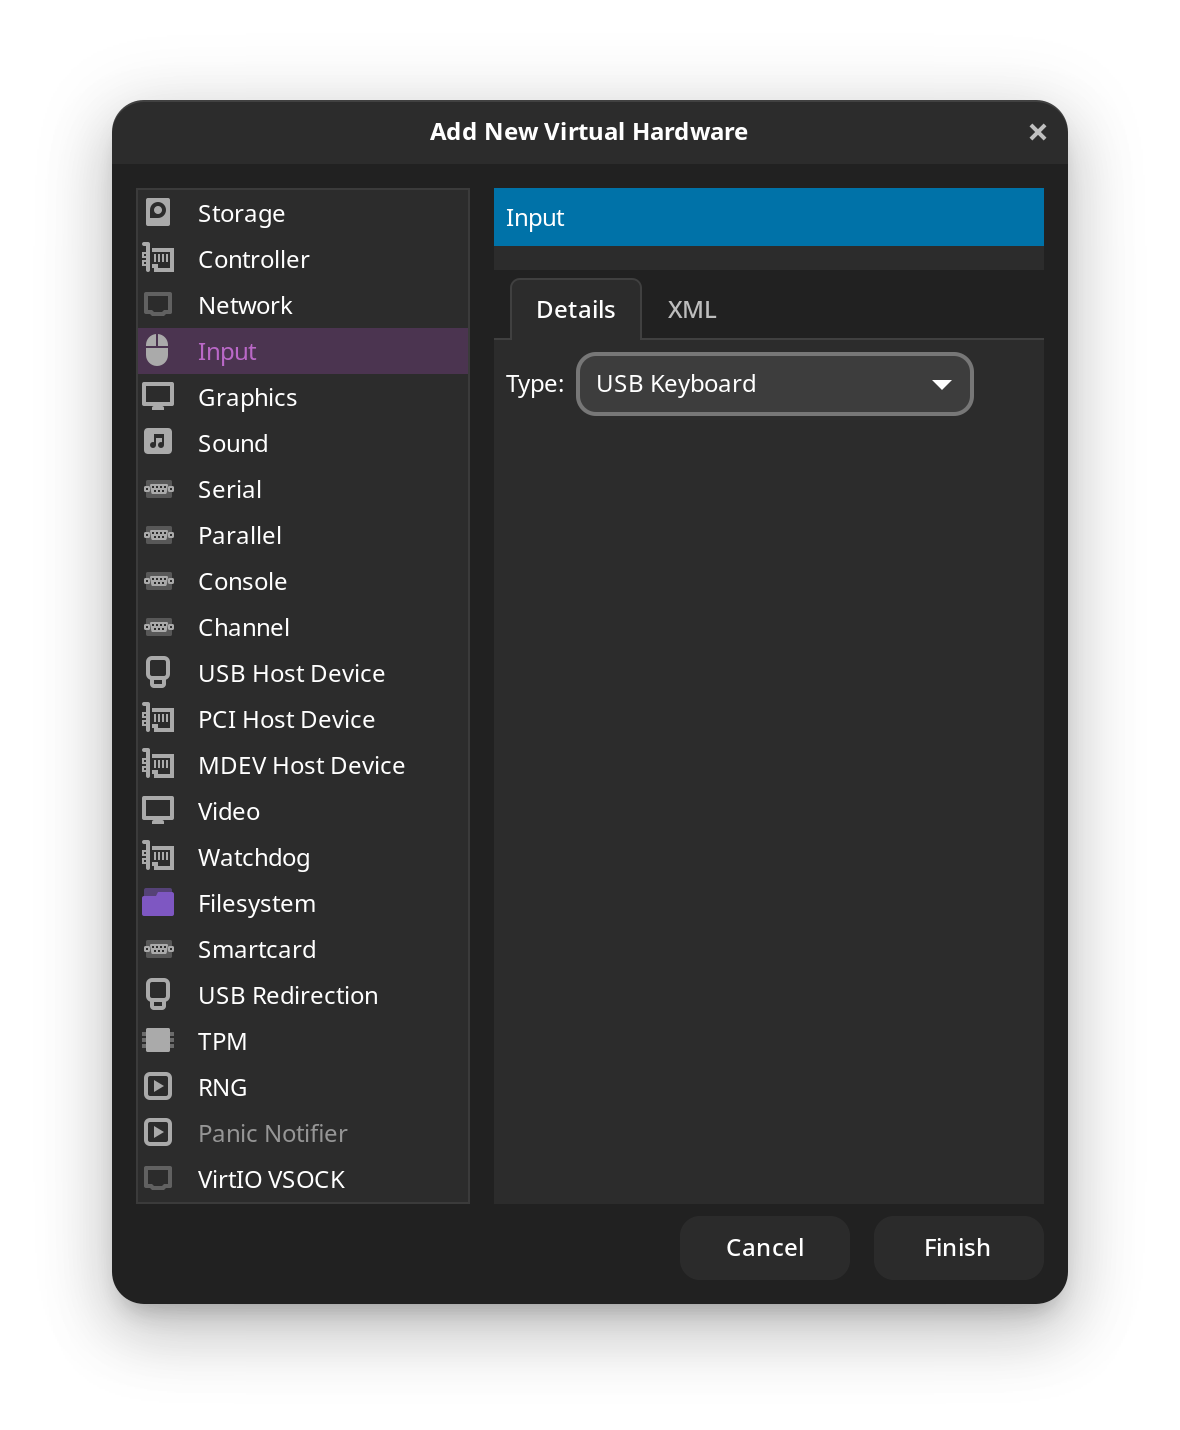 Add New Virtual Hardware
Storage
Controller
Network
Input
Graphics
Sound
Serial
Parallel
Console
Channel
USB Host Device
PCI Host Device
MDEV Host Device
Video
Watchdog
Filesystem
Smartcard
USB Redirection
TPM
RNG
Panic Notifier
VirtIO VSOCK
Input
Details XML
Type: USB Keyboard
Cancel Finish